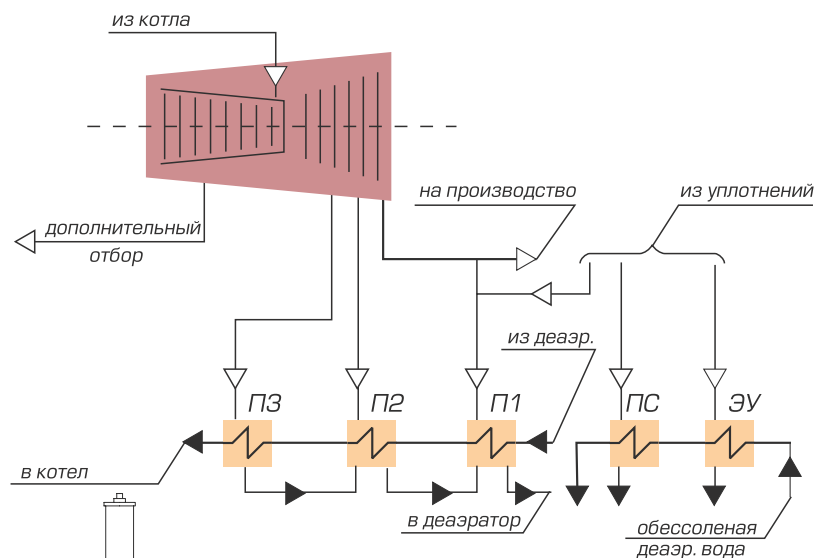 из котла
на производство
из уплотнений
дополнительный
отбор
из деаэр.
П3
П2
П1
ПС
ЭУ
в котел
в деаэратор
обессоленая
деаэр. вода